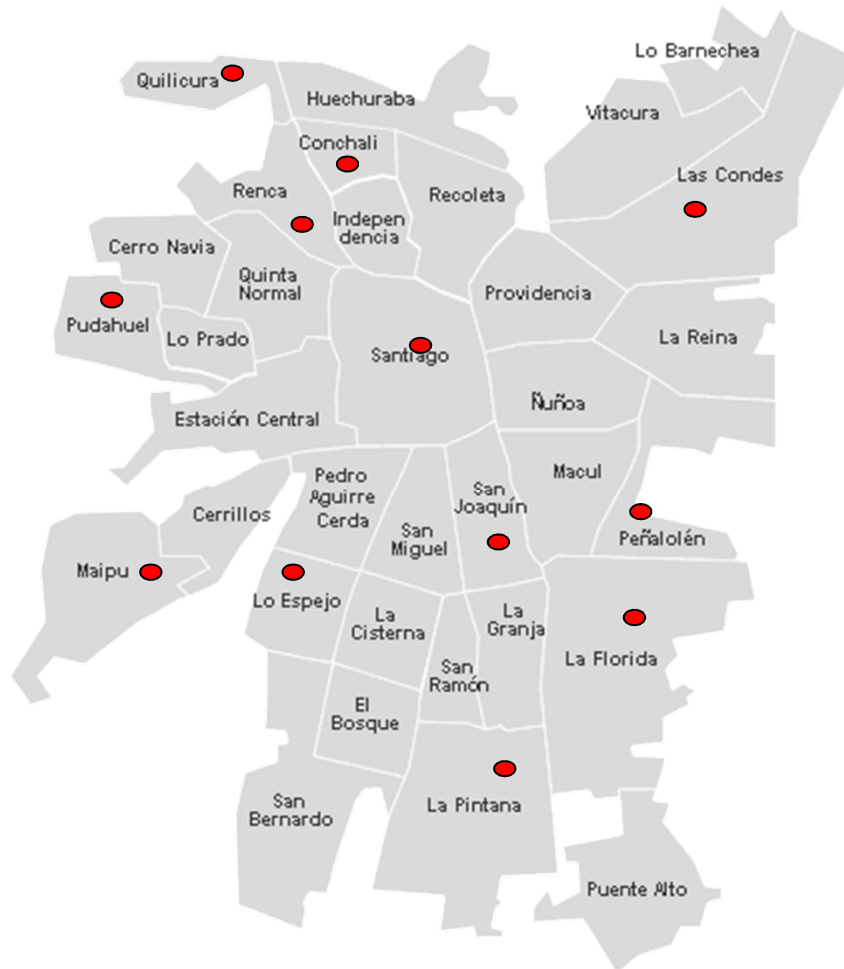 Lo Barnechea
Quilicura
Huechuraba
Vitacura
Conchali
Las Condes
Renca
Recoleta
Indepen
dencia
Cerro Navia
Quinta
Normal
Providencia
Pudahuel
Lo Prado
La Reina
Santiago
Ñuñoa
Estación Central
Pedro
Aguirre
Cerda
San
Joaquín
Macul
Cerrillos
San
Miguel
Peñalolén
Maipu
Lo Espejo
La
Cisterna
La
Granja
La Florida
San
Ramón
El
Bosque
San
Bernardo
La Pintana
Puente Alto